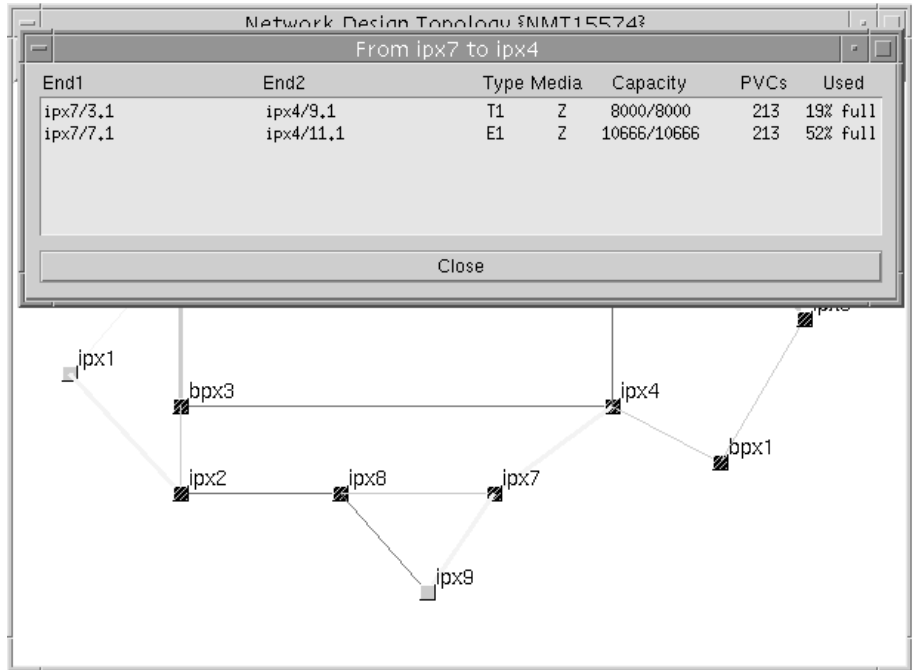 Network Design Topology {NMT15574}
From ipx7 to ipx4
End1 End2 Type Media Capacity PVCs Used
ipx7/3.1 ipx4/9.1 T1 Z 8000/8000 213 19% full
ipx7/7.1 ipx4/11.1 E1 Z 10666/10666 213 52% full
Close
ipx1
bpx3
ipx4
bpx1
ipx2
ipx8
ipx7
ipx9